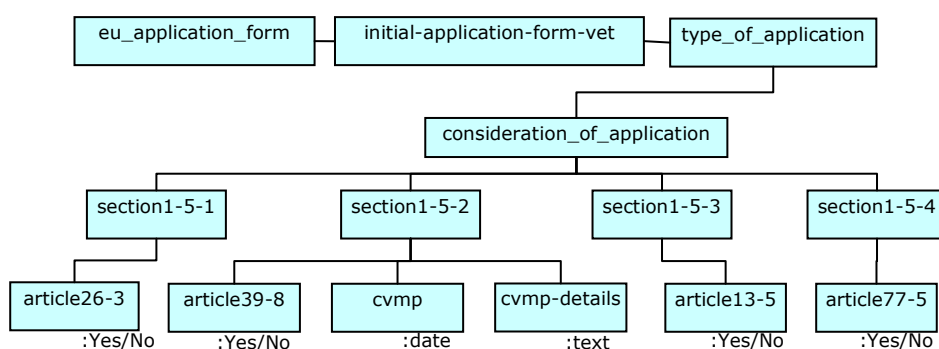 eu_application_form
initial-application-form-vet
type_of_application
consideration_of_application
section1-5-1
section1-5-2
section1-5-3
section1-5-4
article26-3
article39-8
cvmp
cvmp-details
article13-5
article77-5
:Yes/No
:Yes/No
:date
:text
:Yes/No
:Yes/No